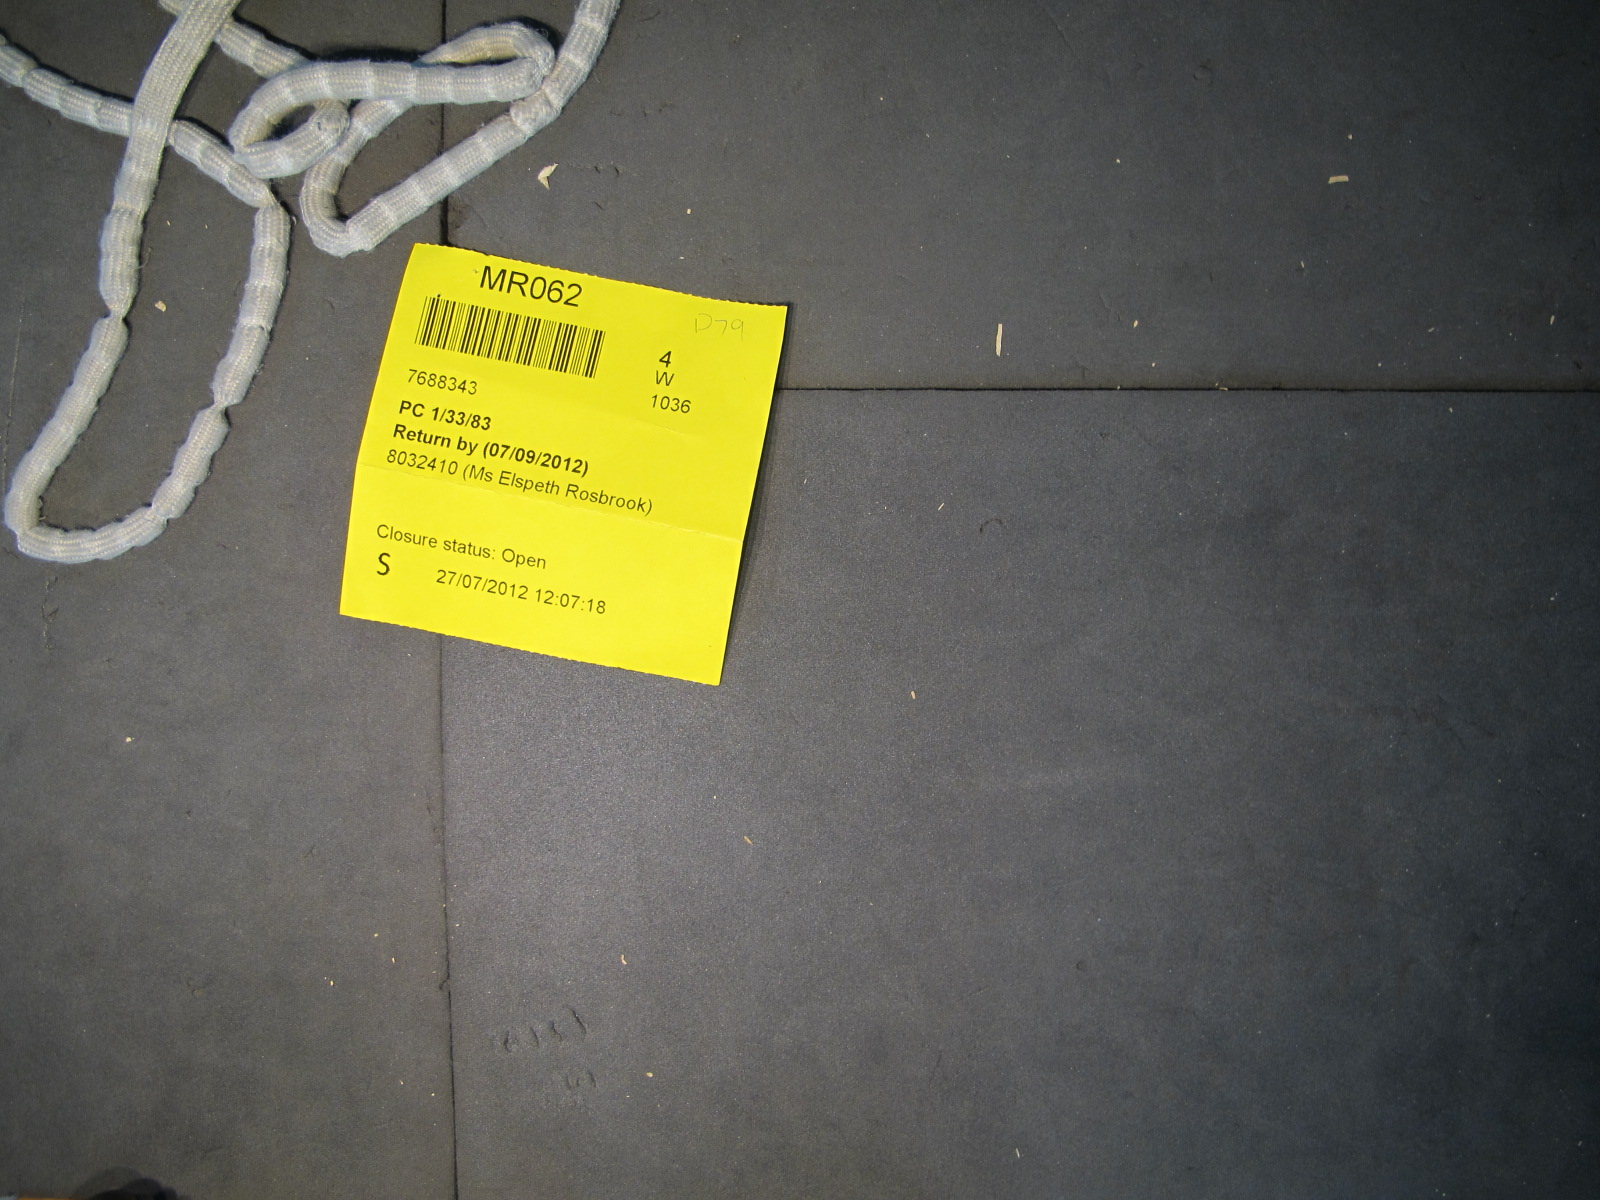 MR062
D79
4
W
1036
7688343
PC 1/33/83
Return by (07/09/2012)
8032410 (Ms Elspeth Rosbrook)
Closure status: Open
S 27/07/2012 12:07:18